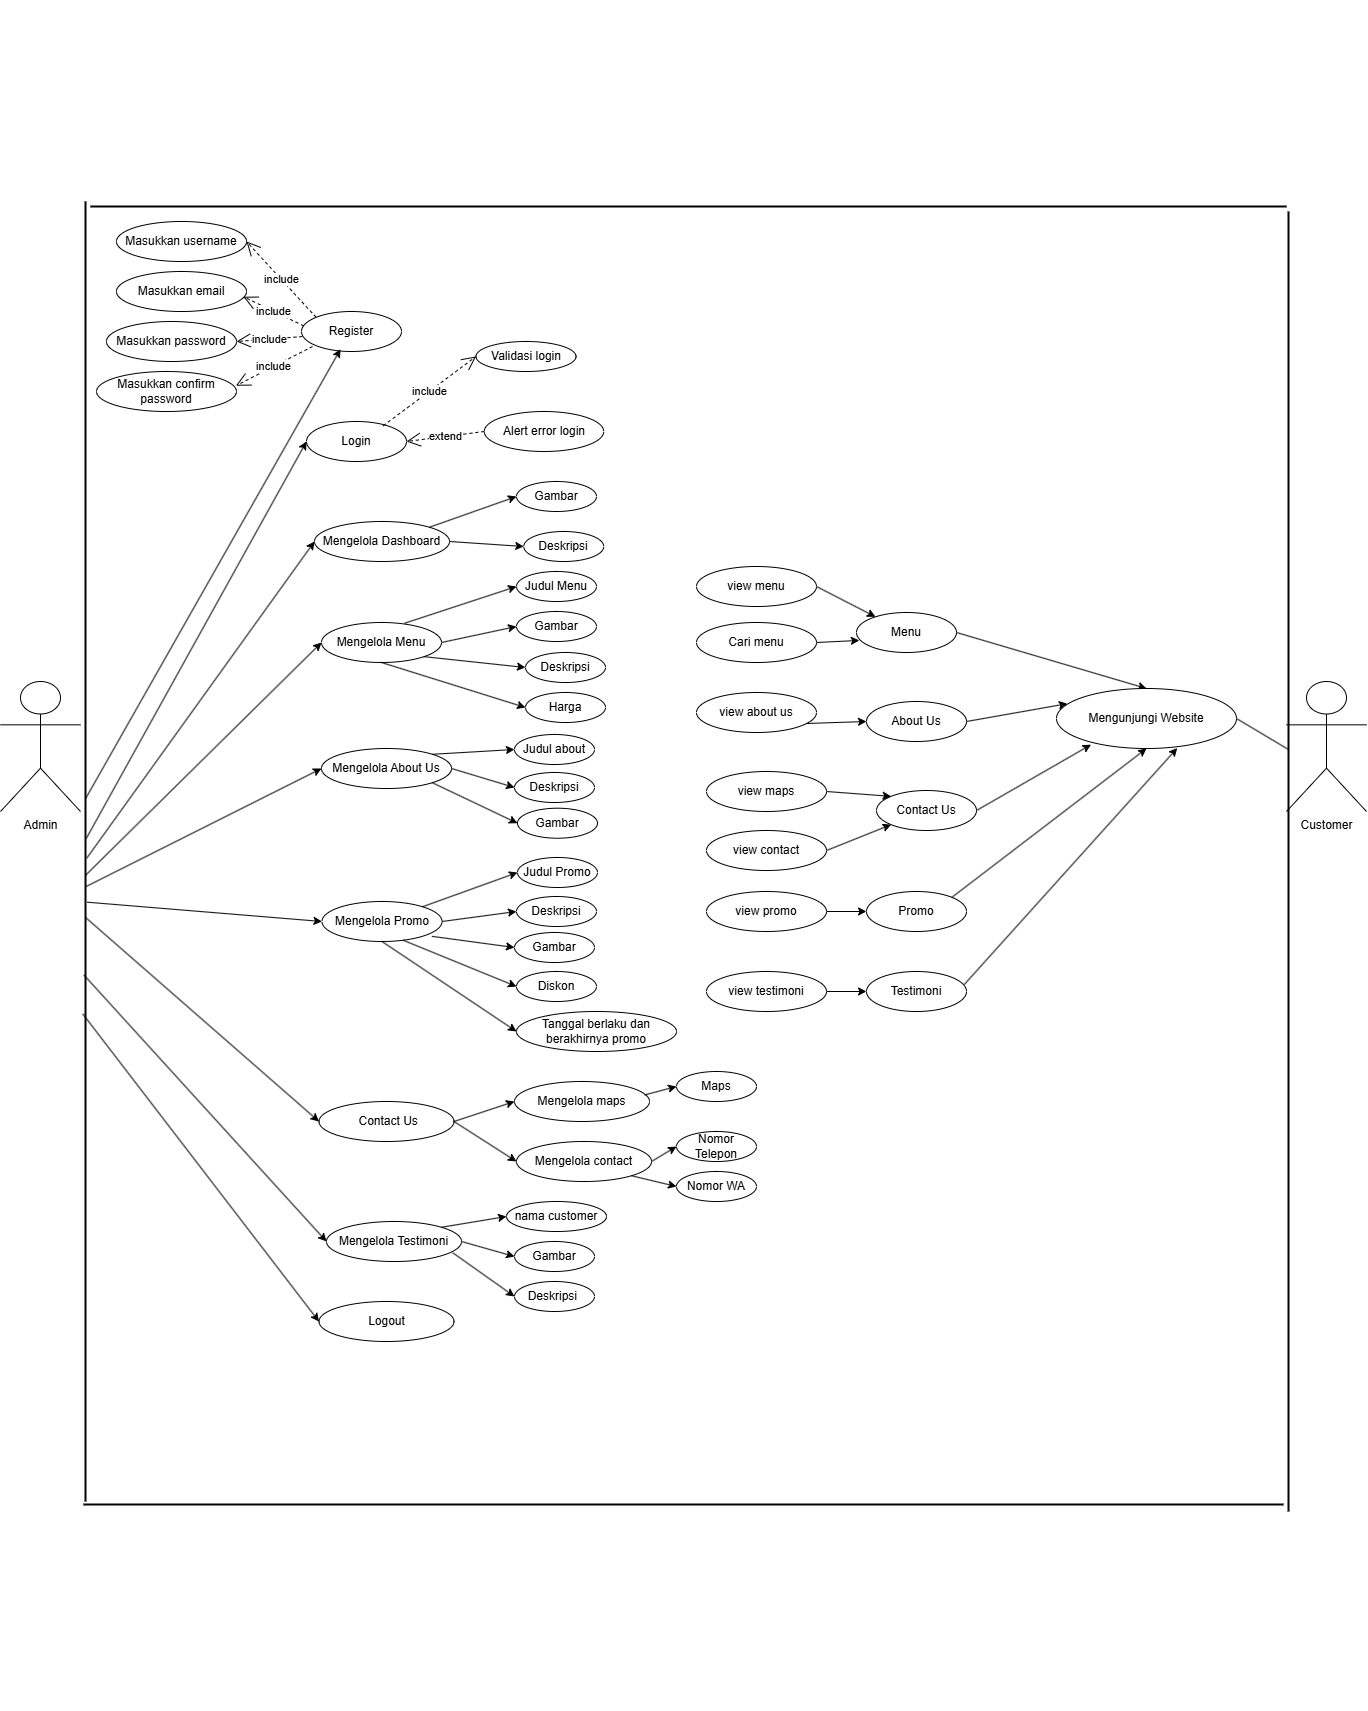 Masukkan username
include
Masukkan email
include
Masukkan password
include
Register
include
Masukkan confirm
password
Validasi login
include
Login
extend
Alert error login
Gambar
Mengelola Dashboard
Deskripsi
Judul Menu
Gambar
Mengelola Menu
Deskripsi
Harga
Judul about
Mengelola About Us
Deskripsi
Gambar
Judul Promo
Mengelola Promo
Deskripsi
Gambar
Diskon
Tanggal berlaku dan
berakhirnya promo
Contact Us
Mengelola maps
Maps
Mengelola contact
Nomor
Telepon
Nomor WA
nama customer
Mengelola Testimoni
Gambar
Deskripsi
Logout
Admin
view menu
Menu
Cari menu
view about us
About Us
Mengunjungi Website
view maps
Contact Us
view contact
view promo
Promo
view testimoni
Testimoni
Customer